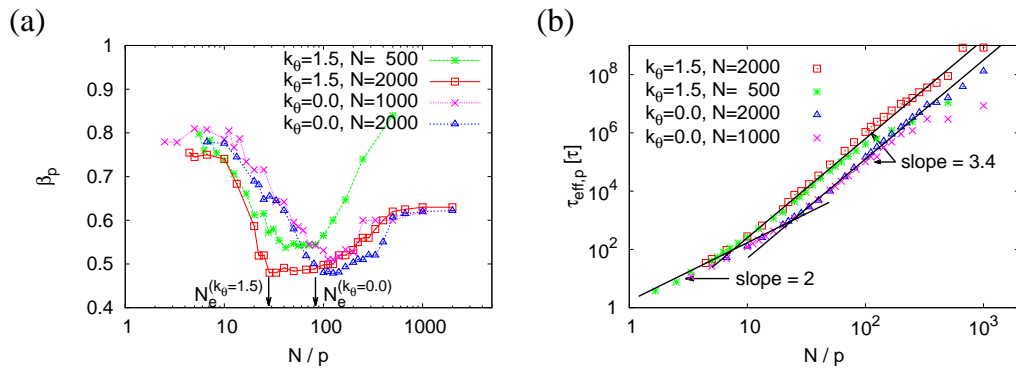 (a)
k_θ=1.5, N= 500
k_θ=1.5, N=2000
k_θ=0.0, N=1000
k_θ=0.0, N=2000
1
0.9
0.8
0.7
0.6
0.5
0.4
β_p
N_e^(k_θ=1.5)
N_e^(k_θ=0.0)
1 10 100 1000
N / p
(b)
k_θ=1.5, N=2000
k_θ=1.5, N= 500
k_θ=0.0, N=2000
k_θ=0.0, N=1000
10^8
10^6
10^4
10^2
1
τ_eff,p [τ]
slope = 3.4
slope = 2
1 10 10^2 10^3
N / p